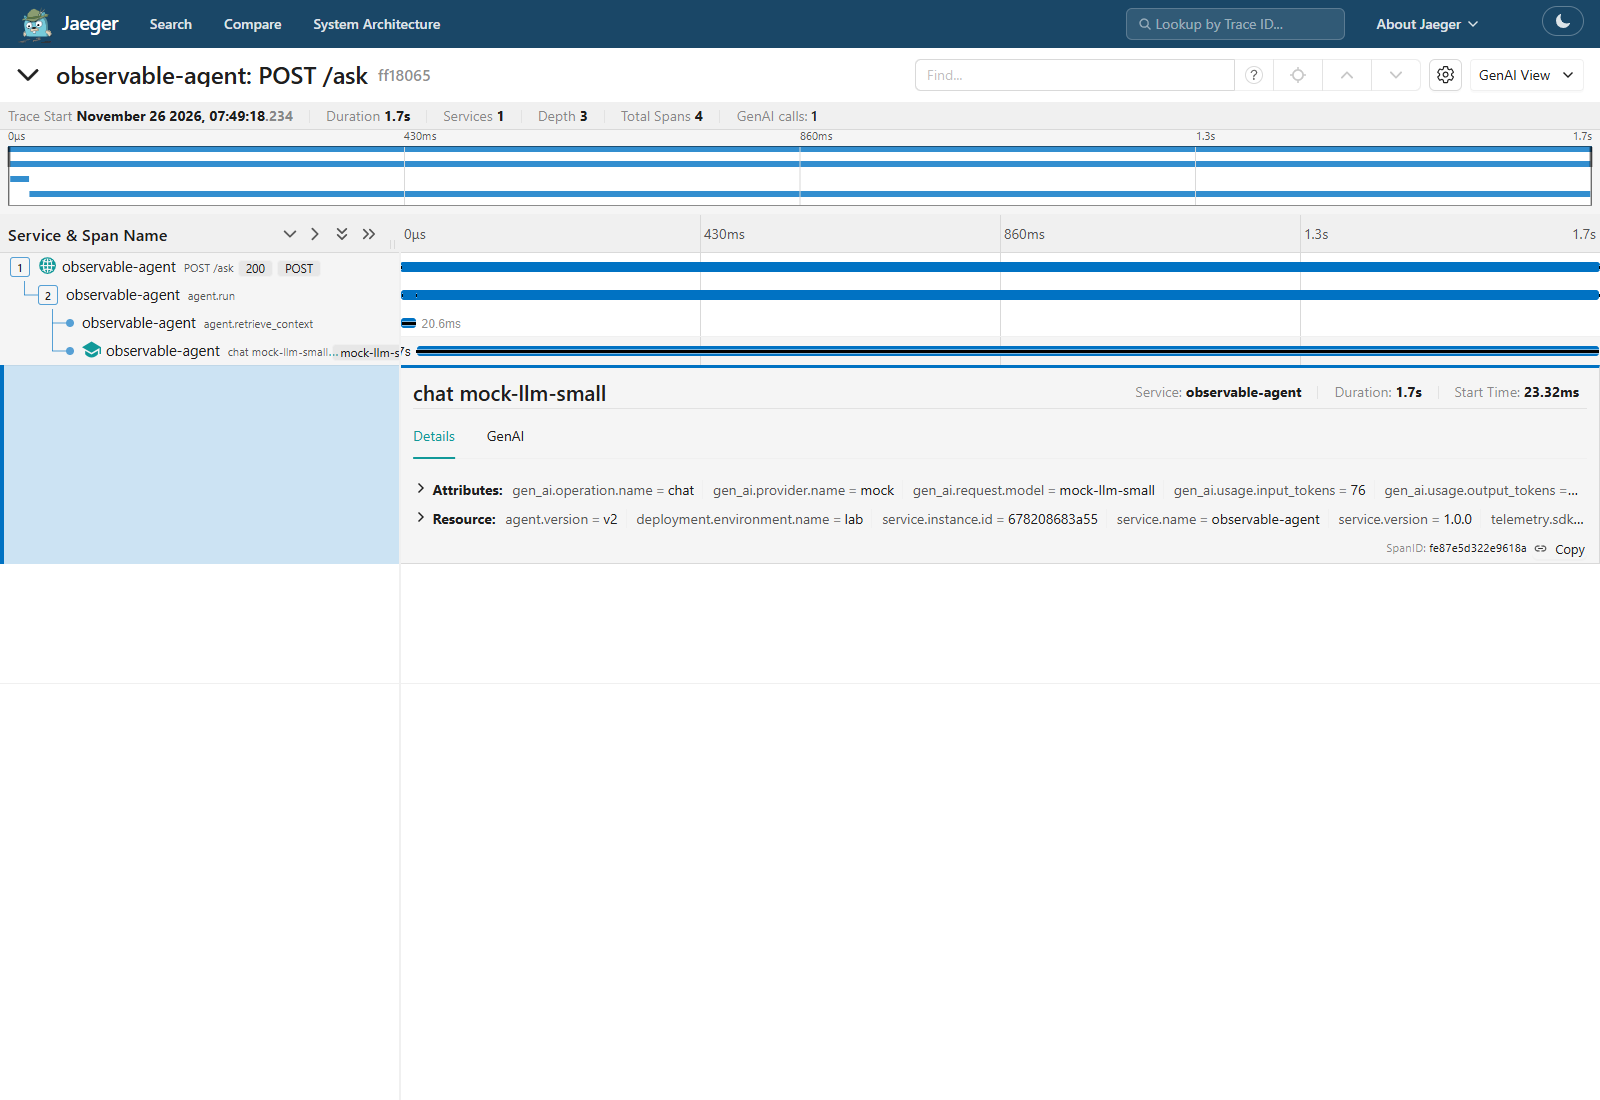 Jaeger Search Compare System Architecture Lookup by Trace ID... About Jaeger
observable-agent: POST /ask ff18065 Find... ? GenAI View
Trace Start November 26 2026, 07:49:18.234 Duration 1.7s Services 1 Depth 3 Total Spans 4 GenAI calls: 1
0μs 430ms 860ms 1.3s 1.7s
Service & Span Name 0μs 430ms 860ms 1.3s 1.7s
1 observable-agent POST /ask 200 POST
2 observable-agent agent.run
observable-agent agent.retrieve_context 20.6ms
observable-agent chat mock-llm-small... mock-llm-s 7s
chat mock-llm-small Service: observable-agent Duration: 1.7s Start Time: 23.32ms
Details GenAI
Attributes: gen_ai.operation.name = chat gen_ai.provider.name = mock gen_ai.request.model = mock-llm-small gen_ai.usage.input_tokens = 76 gen_ai.usage.output_tokens =...
Resource: agent.version = v2 deployment.environment.name = lab service.instance.id = 678208683a55 service.name = observable-agent service.version = 1.0.0 telemetry.sdk...
SpanID: fe87e5d322e9618a Copy